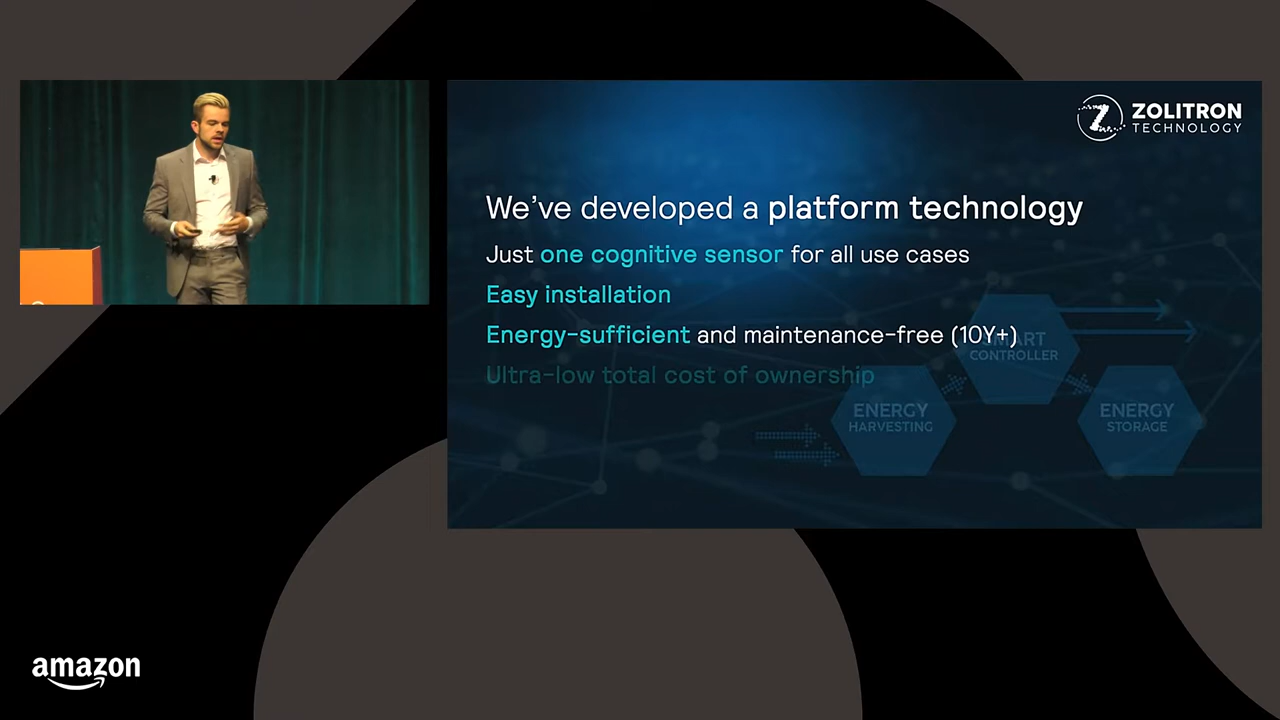 ZOLITRON
TECHNOLOGY
We've developed a platform technology
Just one cognitive sensor for all use cases
Easy installation
Energy-sufficient and maintenance-free (10Y+)
SMART
CONTROLLER
Ultra-low total cost of ownership
ENERGY
HARVESTING
ENERGY
STORAGE
amazon